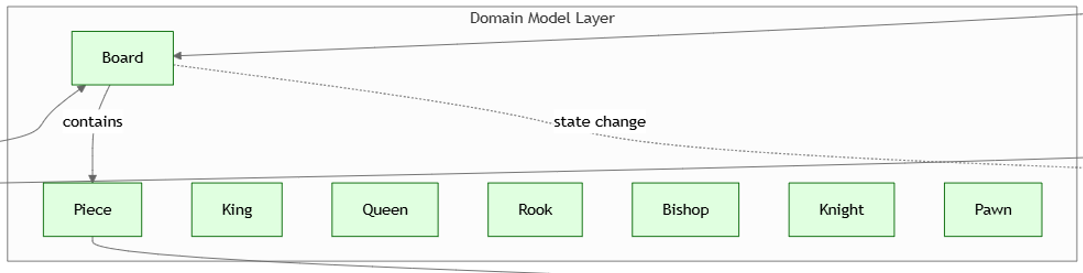 Domain Model Layer
Board
contains
state change
Piece
King
Queen
Rook
Bishop
Knight
Pawn